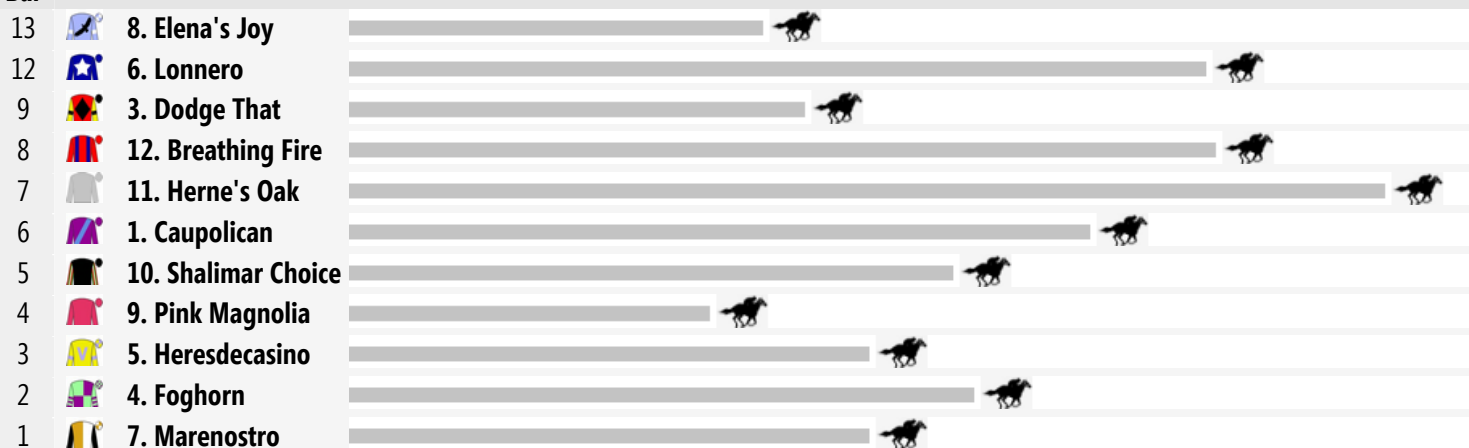 13 8. Elena's Joy
12 6. Lonnero
9 3. Dodge That
8 12. Breathing Fire
7 11. Herne's Oak
6 1. Caupolican
5 10. Shalimar Choice
4 9. Pink Magnolia
3 V 5. Heresdecasino
2 4. Foghorn
1 7. Marenostro